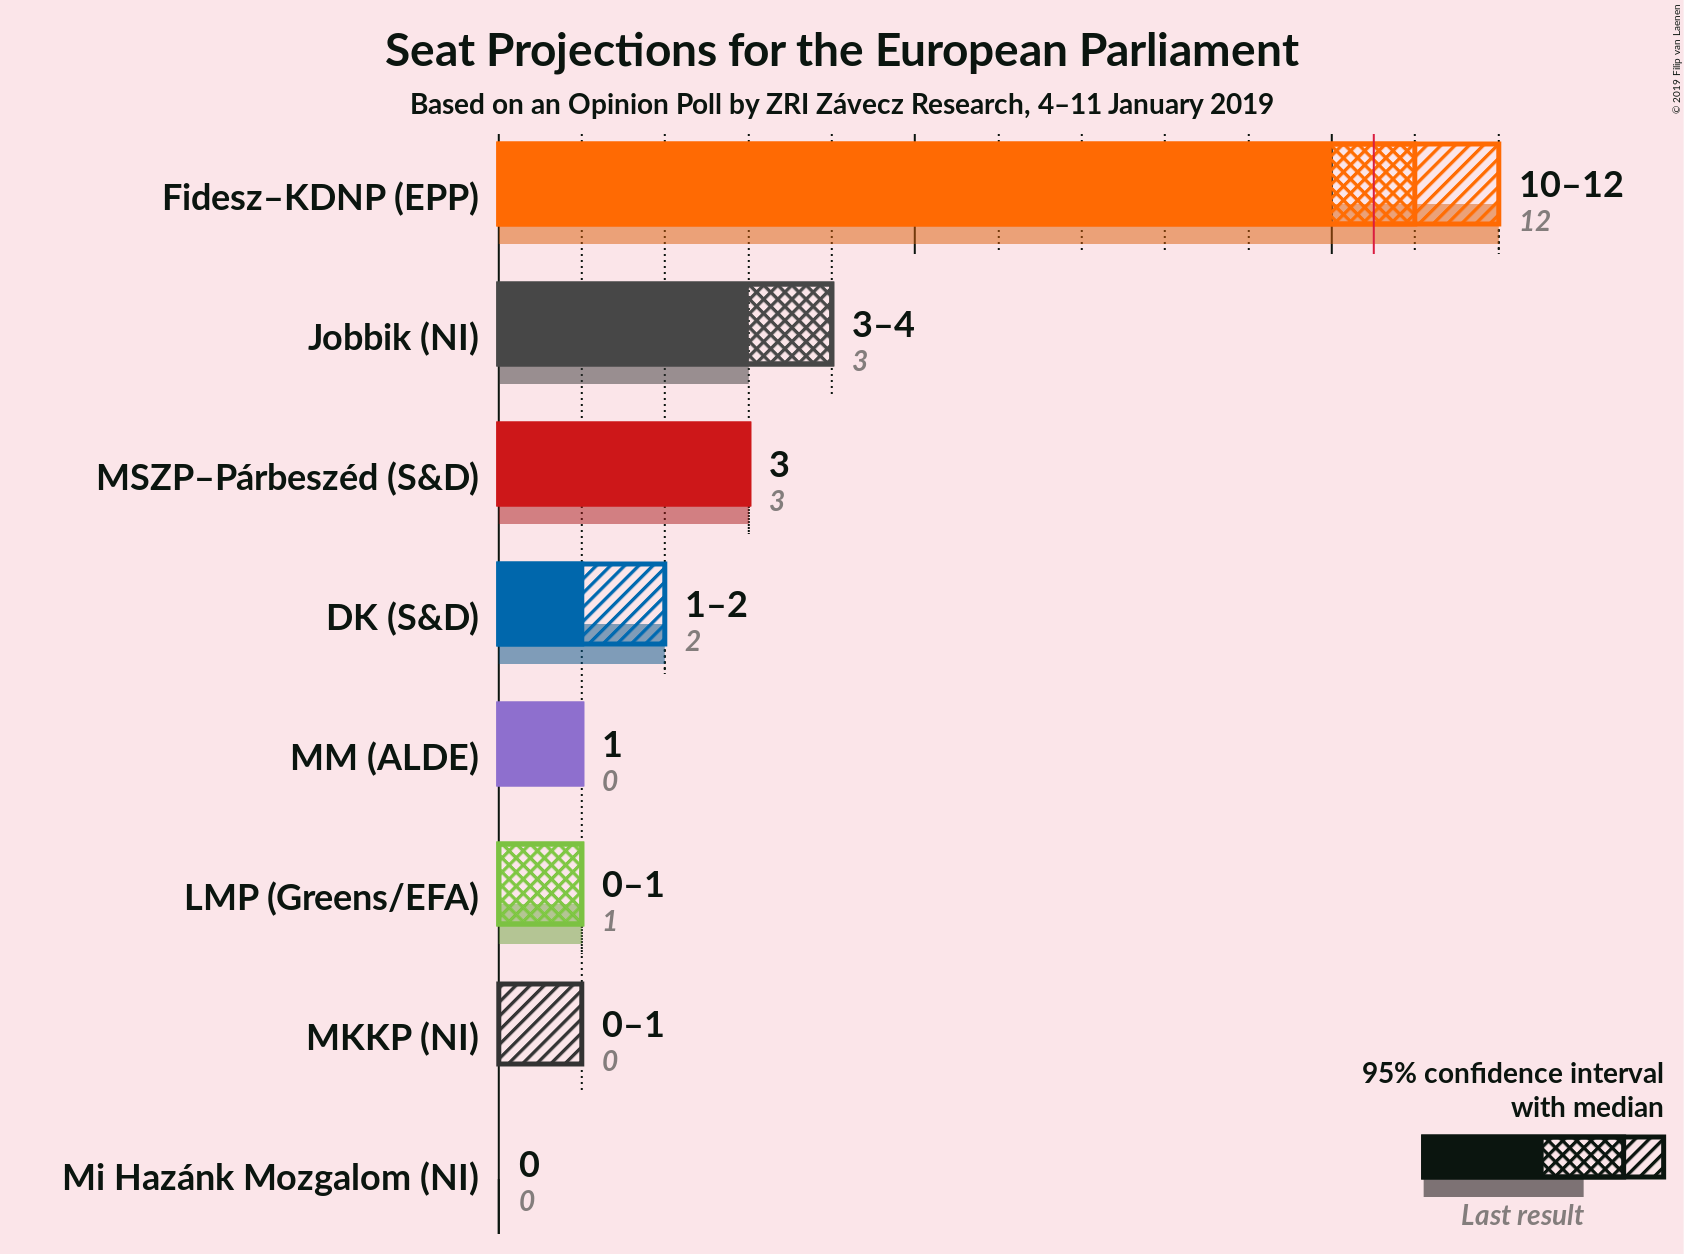 Seat Projections for the European Parliament
Based on an Opinion Poll by ZRI Závecz Research, 4–11 January 2019
© 2019 Filip van Laenen
Fidesz–KDNP (EPP)
10–12
12
Jobbik (NI)
3–4
3
MSZP–Párbeszéd (S&D)
3
3
DK (S&D)
1–2
2
MM (ALDE)
1
0
LMP (Greens/EFA)
0–1
1
MKKP (NI)
0–1
0
Mi Hazánk Mozgalom (NI)
0
0
95% confidence interval
with median
Last result